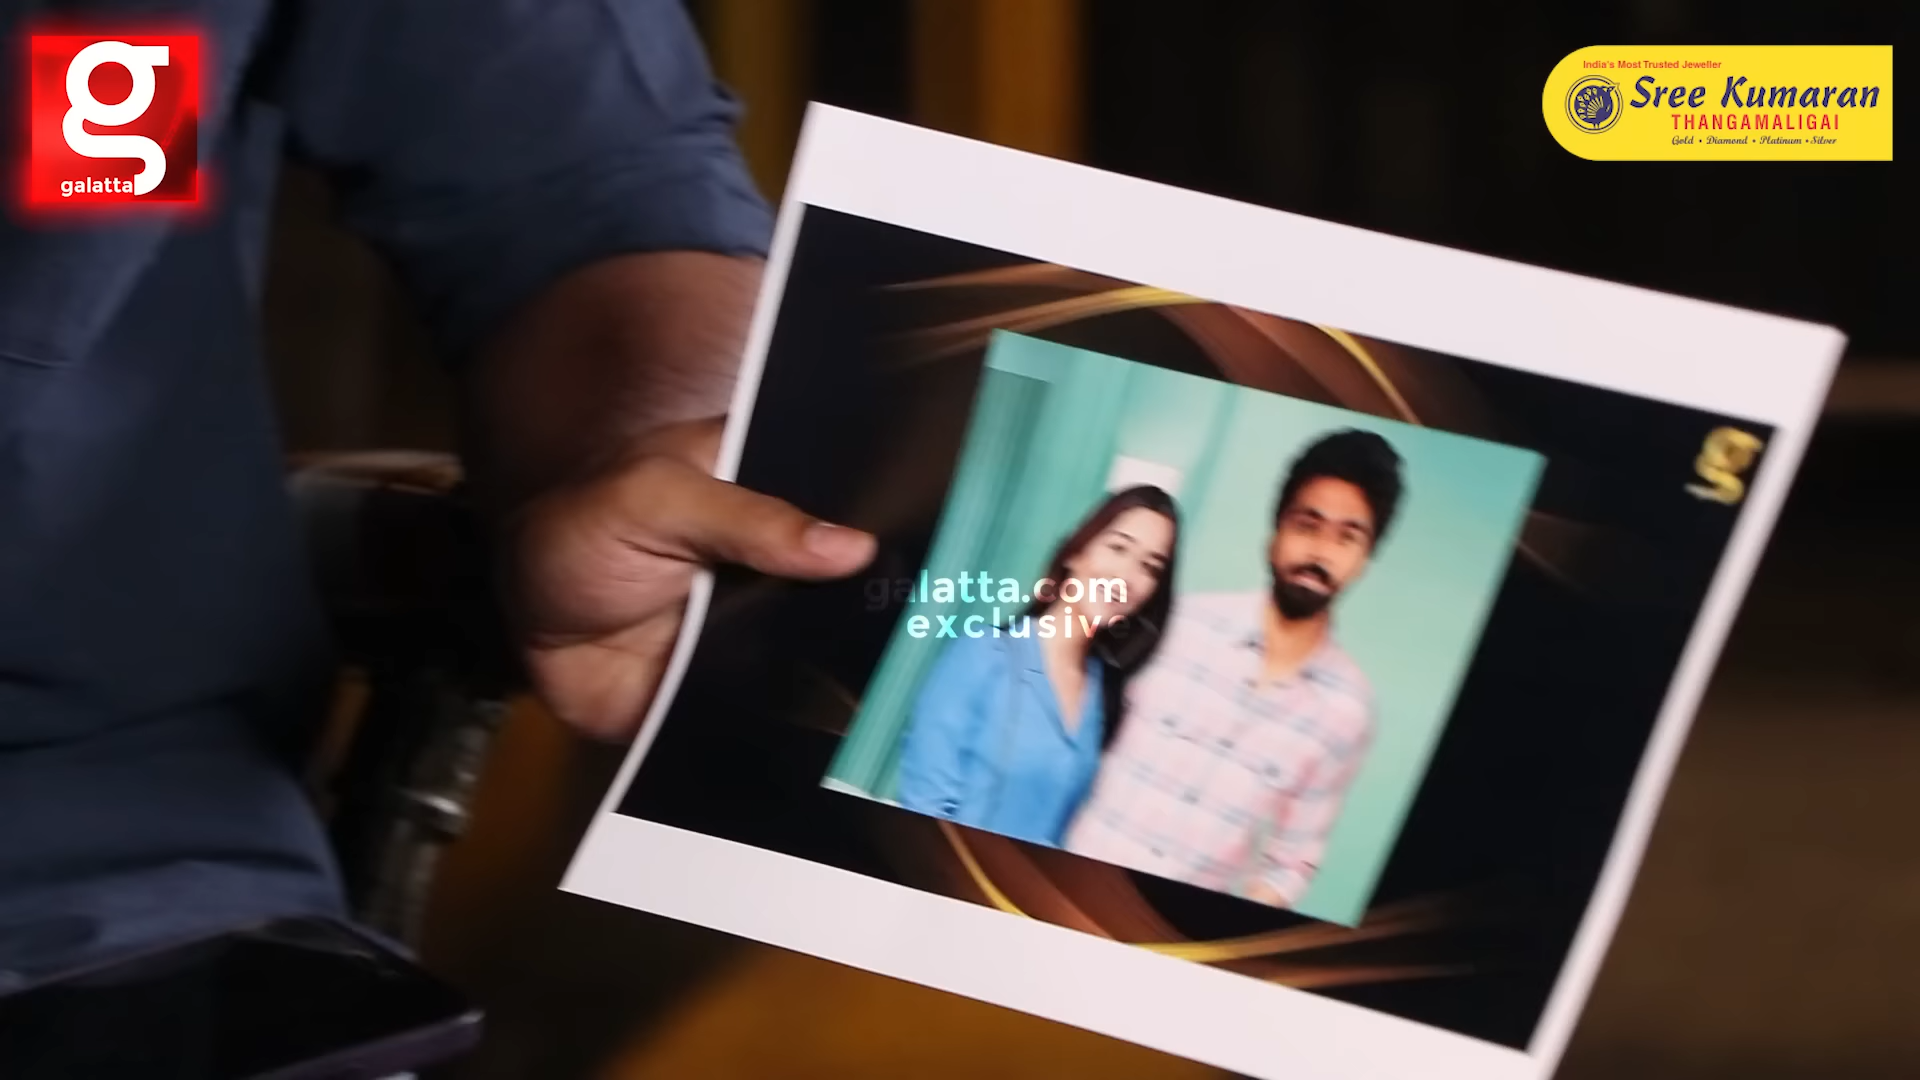 g
galatta
India's Most Trusted Jeweller
Sree Kumaran
THANGAMALIGAI
Gold • Diamond • Platinum • Silver
g
galatta.com
exclusive